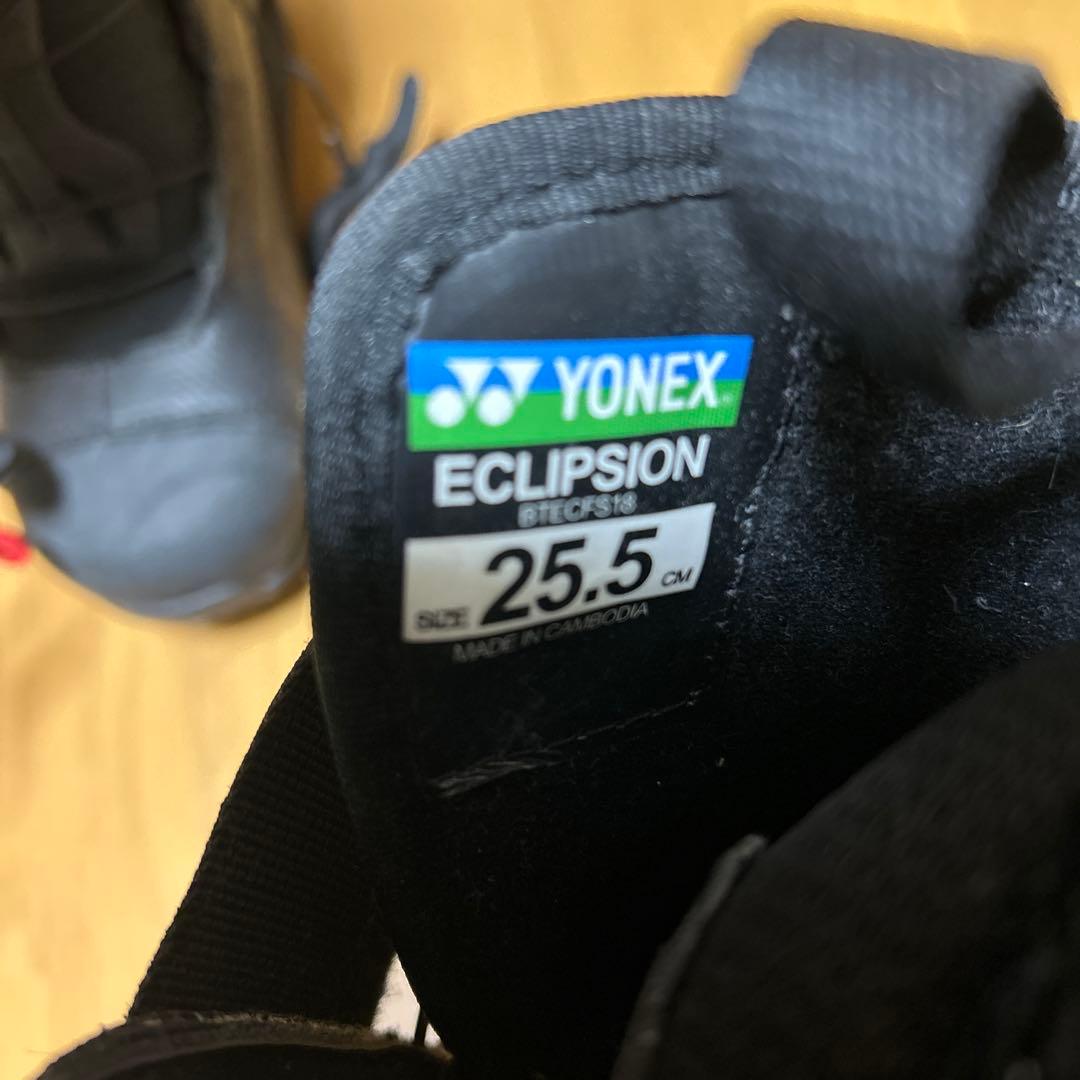 YONEX
ECLIPSION
BTECFS18
SIZE 25.5 CM
MADE IN CAMBODIA